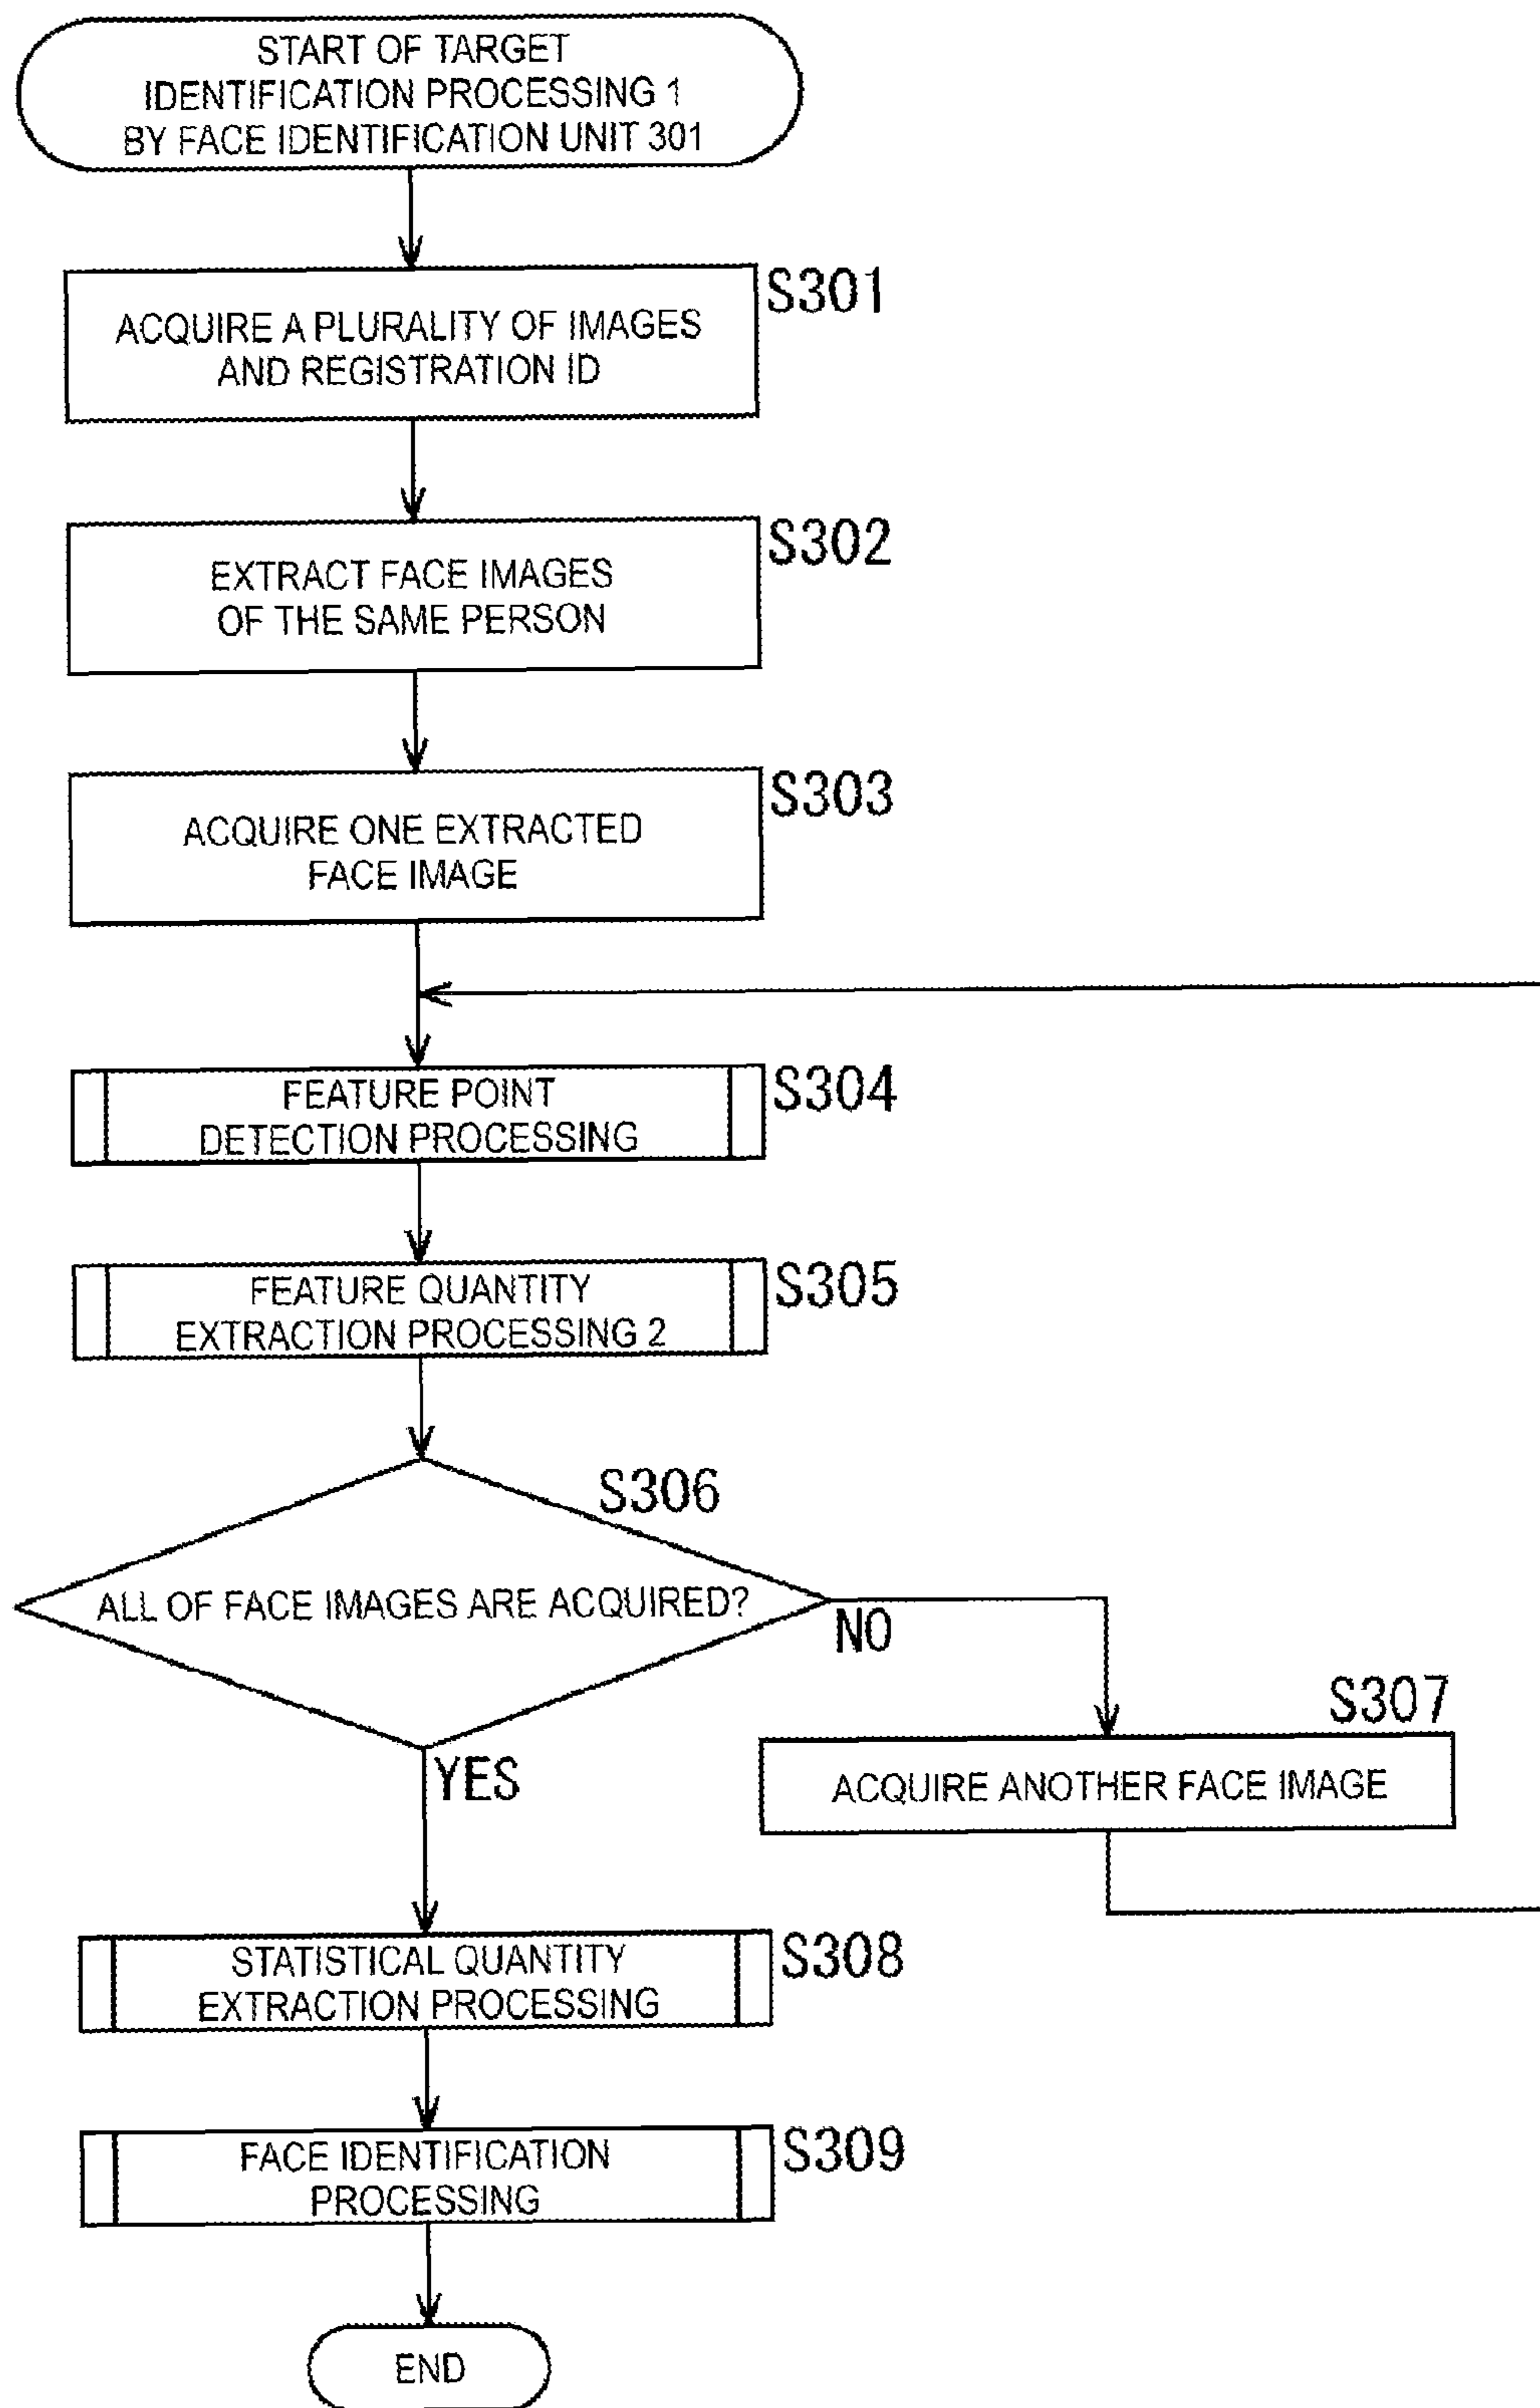 START OF TARGET
IDENTIFICATION PROCESSING 1
BY FACE IDENTIFICATION UNIT 301
S301
ACQUIRE A PLURALITY OF IMAGES
AND REGISTRATION ID
S302
EXTRACT FACE IMAGES
OF THE SAME PERSON
S303
ACQUIRE ONE EXTRACTED
FACE IMAGE
S304
FEATURE POINT
DETECTION PROCESSING
S305
FEATURE QUANTITY
EXTRACTION PROCESSING 2
S306
ALL OF FACE IMAGES ARE ACQUIRED?
NO
S307
ACQUIRE ANOTHER FACE IMAGE
YES
S308
STATISTICAL QUANTITY
EXTRACTION PROCESSING
S309
FACE IDENTIFICATION
PROCESSING
END